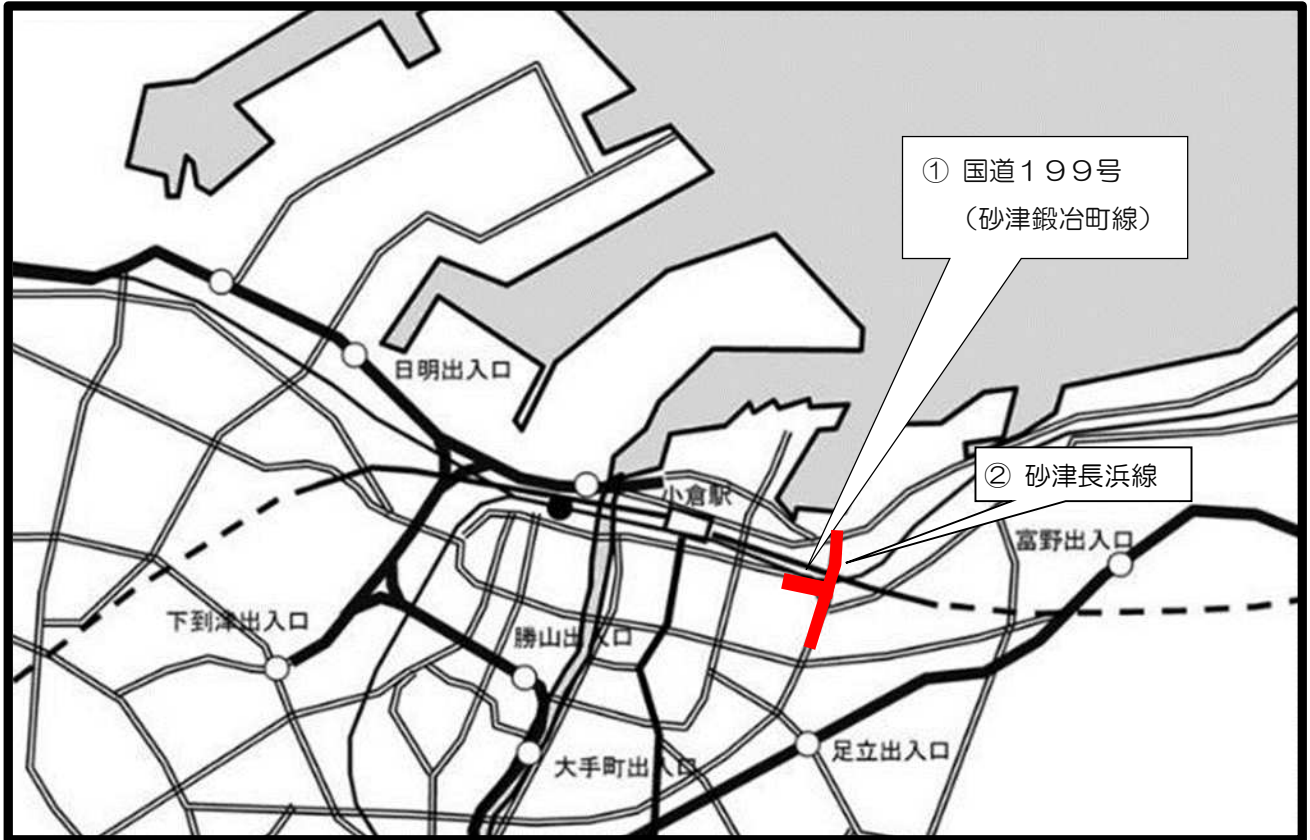 ① 国道199号
（砂津鍛冶町線）
日明出入口
② 砂津長浜線
小倉駅
富野出入口
下到津出入口
勝山出入口
大手町出入口
足立出入口